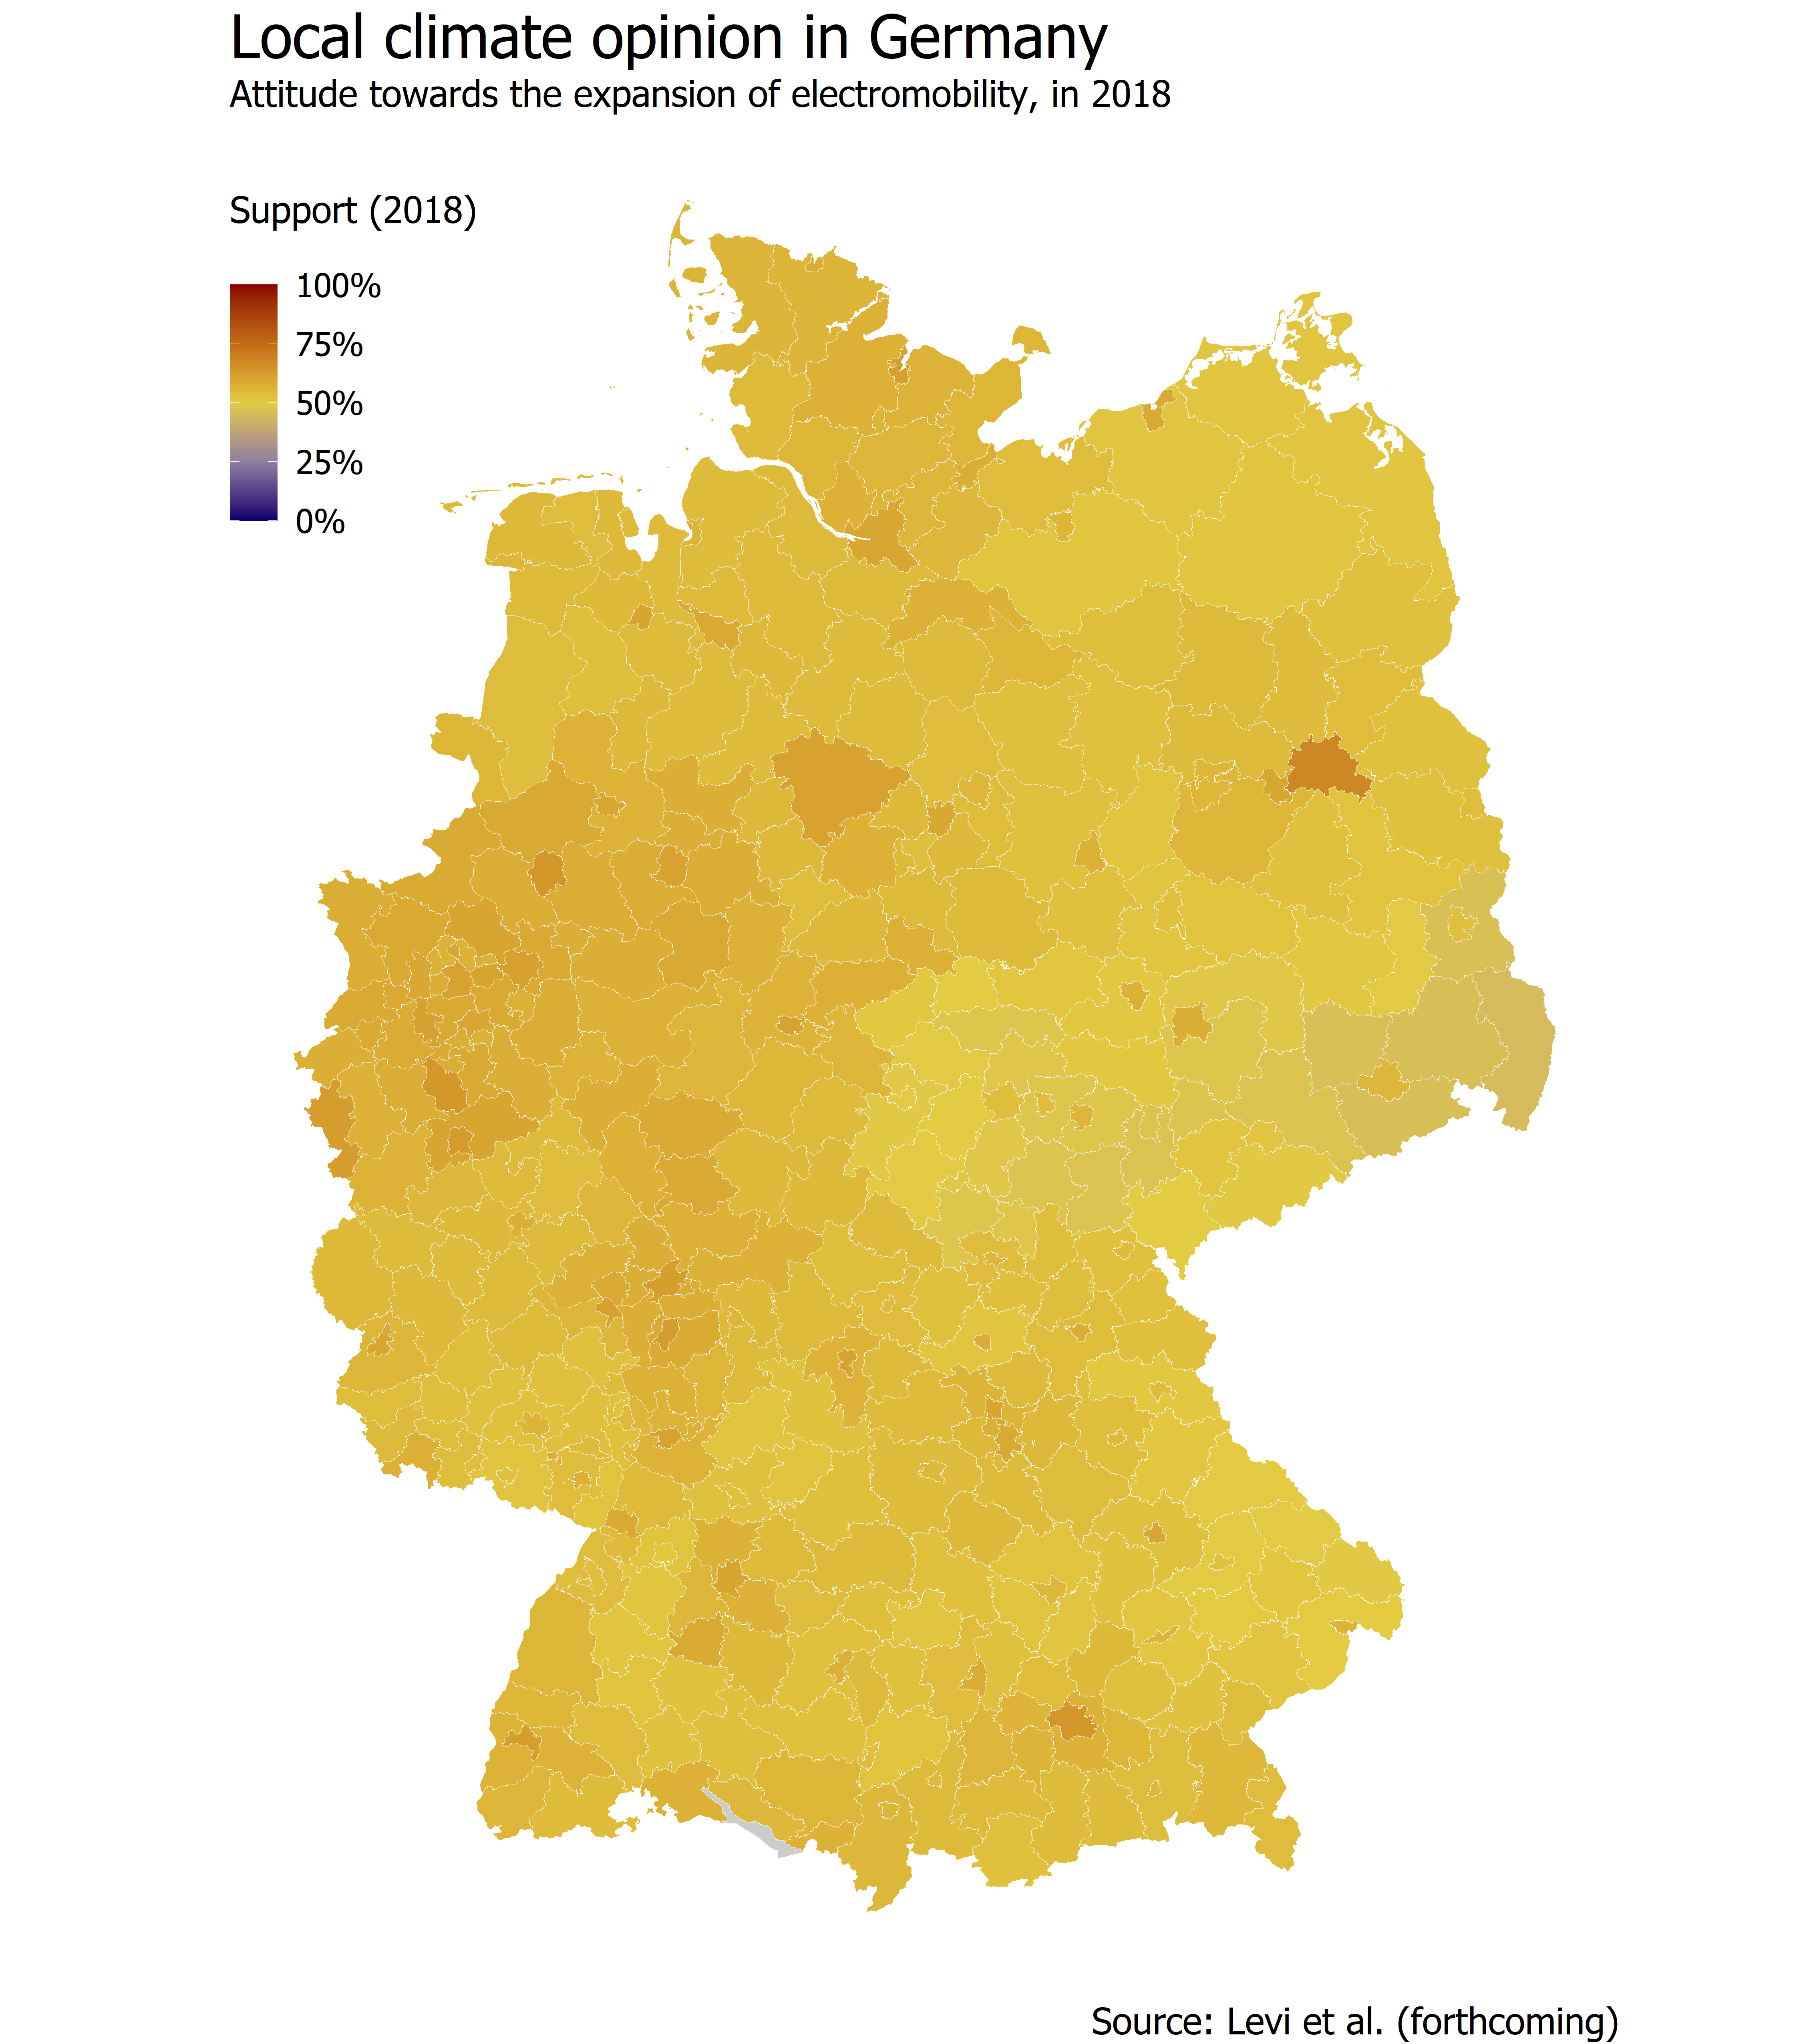 Local climate opinion in Germany
Attitude towards the expansion of electromobility, in 2018
Support (2018)
100%
75%
50%
25%
0%
Source: Levi et al. (forthcoming)